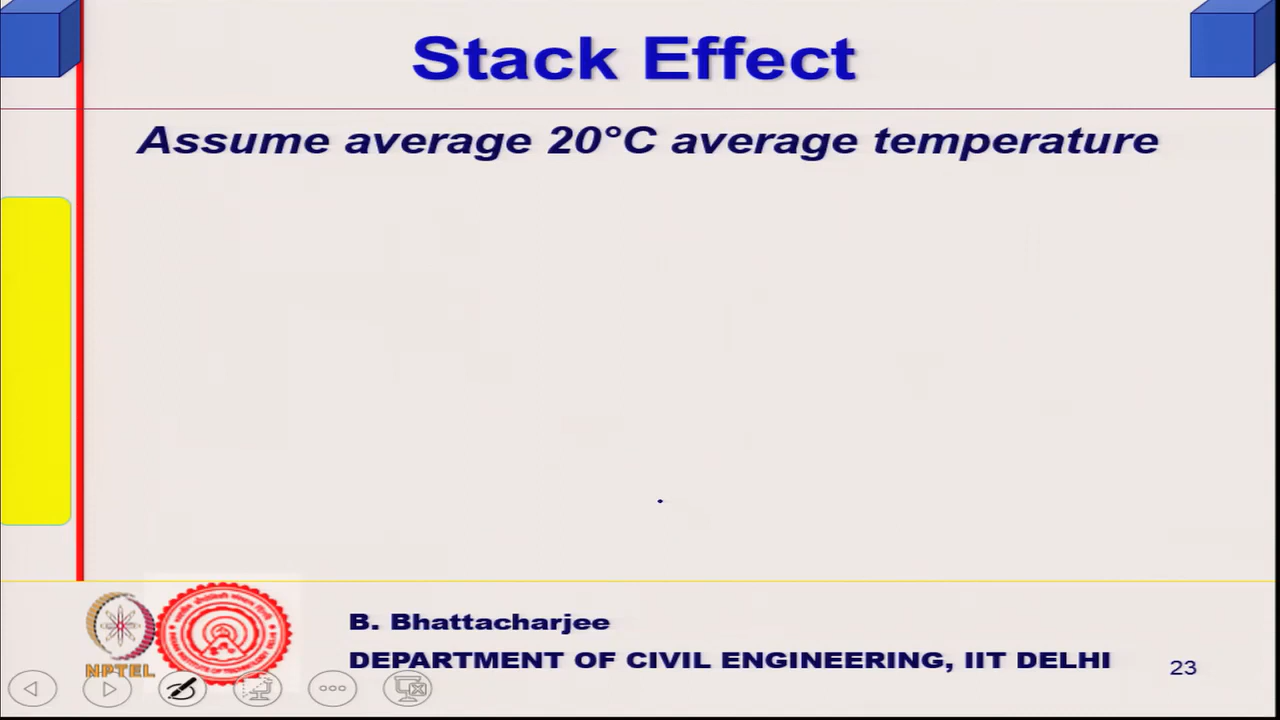 Stack Effect
Assume average 20°C average temperature
B. Bhattacharjee
DEPARTMENT OF CIVIL ENGINEERING, IIT DELHI
23
NPTEL